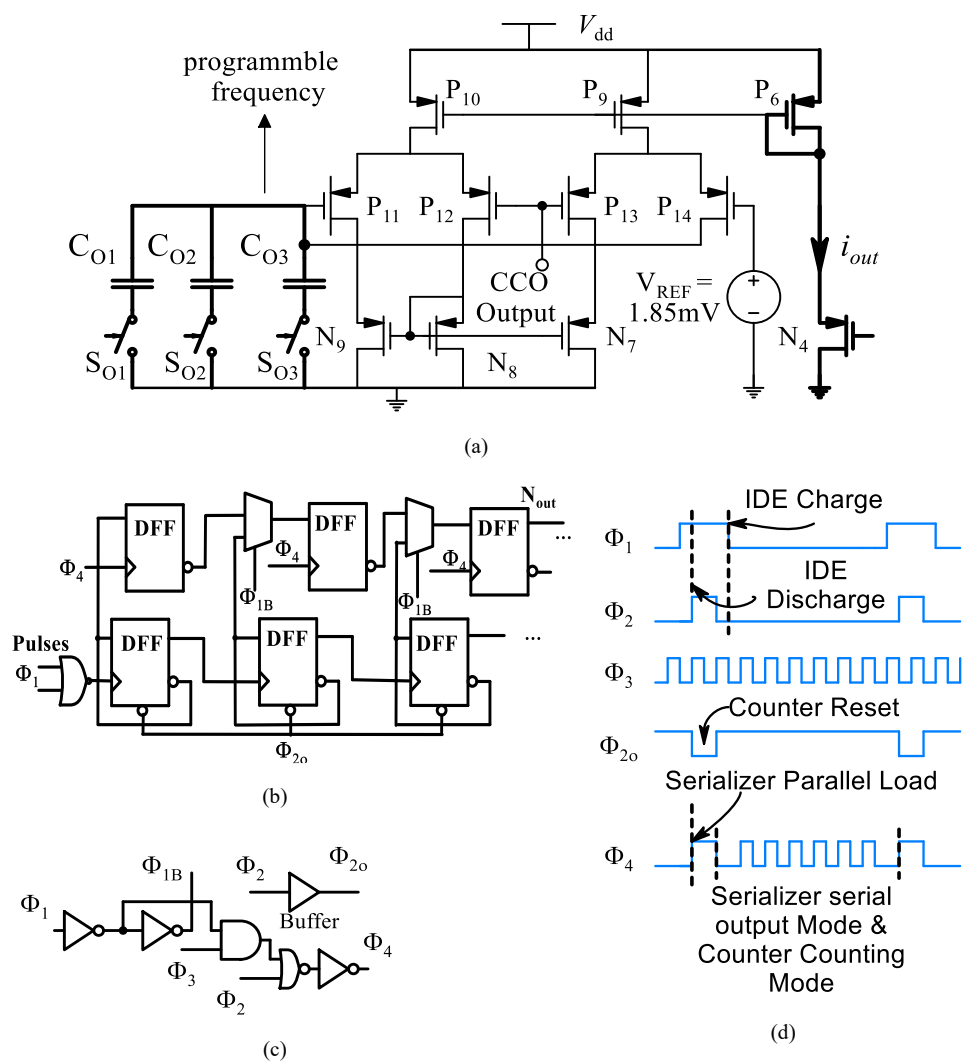 V_dd
programmble
frequency
P_10
P_9
P_6
P_11
P_12
P_13
P_14
C_O1
C_O2
C_O3
CCO
Output
V_REF =
1.85mV
i_out
S_O1
S_O2
S_O3
N_9
N_8
N_7
N_4
(a)
N_out
DFF
DFF
DFF
...
Φ_4
Φ_4
Φ_4
Φ_1B
Φ_1B
Pulses
Φ_1
DFF
DFF
DFF
...
Φ_2o
(b)
Φ_1
Φ_1B
Φ_2
Φ_2o
Buffer
Φ_3
Φ_2
Φ_4
(c)
IDE Charge
Φ_1
IDE
Discharge
Φ_2
Φ_3
Counter Reset
Φ_2o
Serializer Parallel Load
Φ_4
Serializer serial
output Mode &
Counter Counting
Mode
(d)